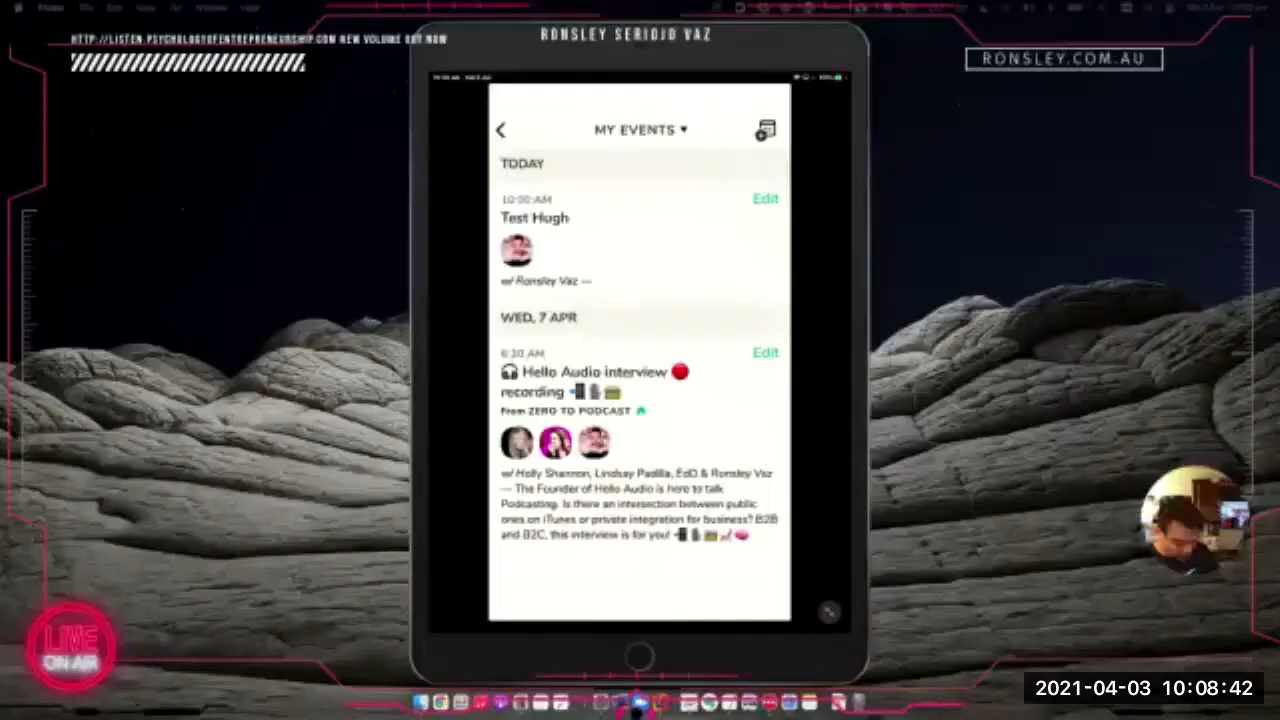 RONSLEY SERIOJO VAZ
HTTP://LISTEN.PSYCHOLOGYOFENTREPRENEURSHIP.COM NEW VOLUME OUT NOW
RONSLEY.COM.AU
MY EVENTS ▾
TODAY
10:30 AM
Edit
Test Hugh
w/ Ronsley Vaz —
WED, 7 APR
6:30 AM
Edit
Hello Audio interview
recording
From ZERO TO PODCAST
w/ Holly Shannon, Lindsay Padilla, EdD & Ronsley Vaz
— The Founder of Hello Audio is here to talk
Podcasting. Is there an intersection between public
ones on iTunes or private integration for business? B2B
and B2C, this interview is for you!
LIVE
ON AIR
2021-04-03 10:08:42